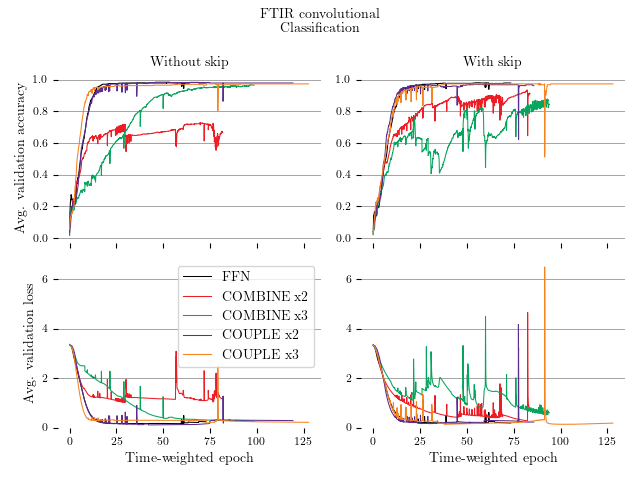 FTIR convolutional
Classification
Without skip
With skip
Avg. validation accuracy
1.0
0.8
0.6
0.4
0.2
0.0
1.0
0.8
0.6
0.4
0.2
0.0
Avg. validation loss
6
4
2
0
FFN
COMBINE x2
COMBINE x3
COUPLE x2
COUPLE x3
6
4
2
0
0 25 50 75 100 125
0 25 50 75 100 125
Time-weighted epoch
Time-weighted epoch